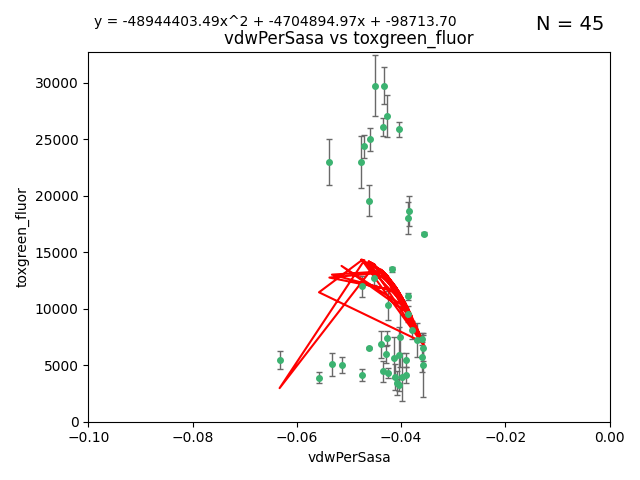 y = -48944403.49x^2 + -4704894.97x + -98713.70
N = 45
vdwPerSasa vs toxgreen_fluor
toxgreen_fluor
30000
25000
20000
15000
10000
5000
0
−0.10
−0.08
−0.06
−0.04
−0.02
0.00
vdwPerSasa